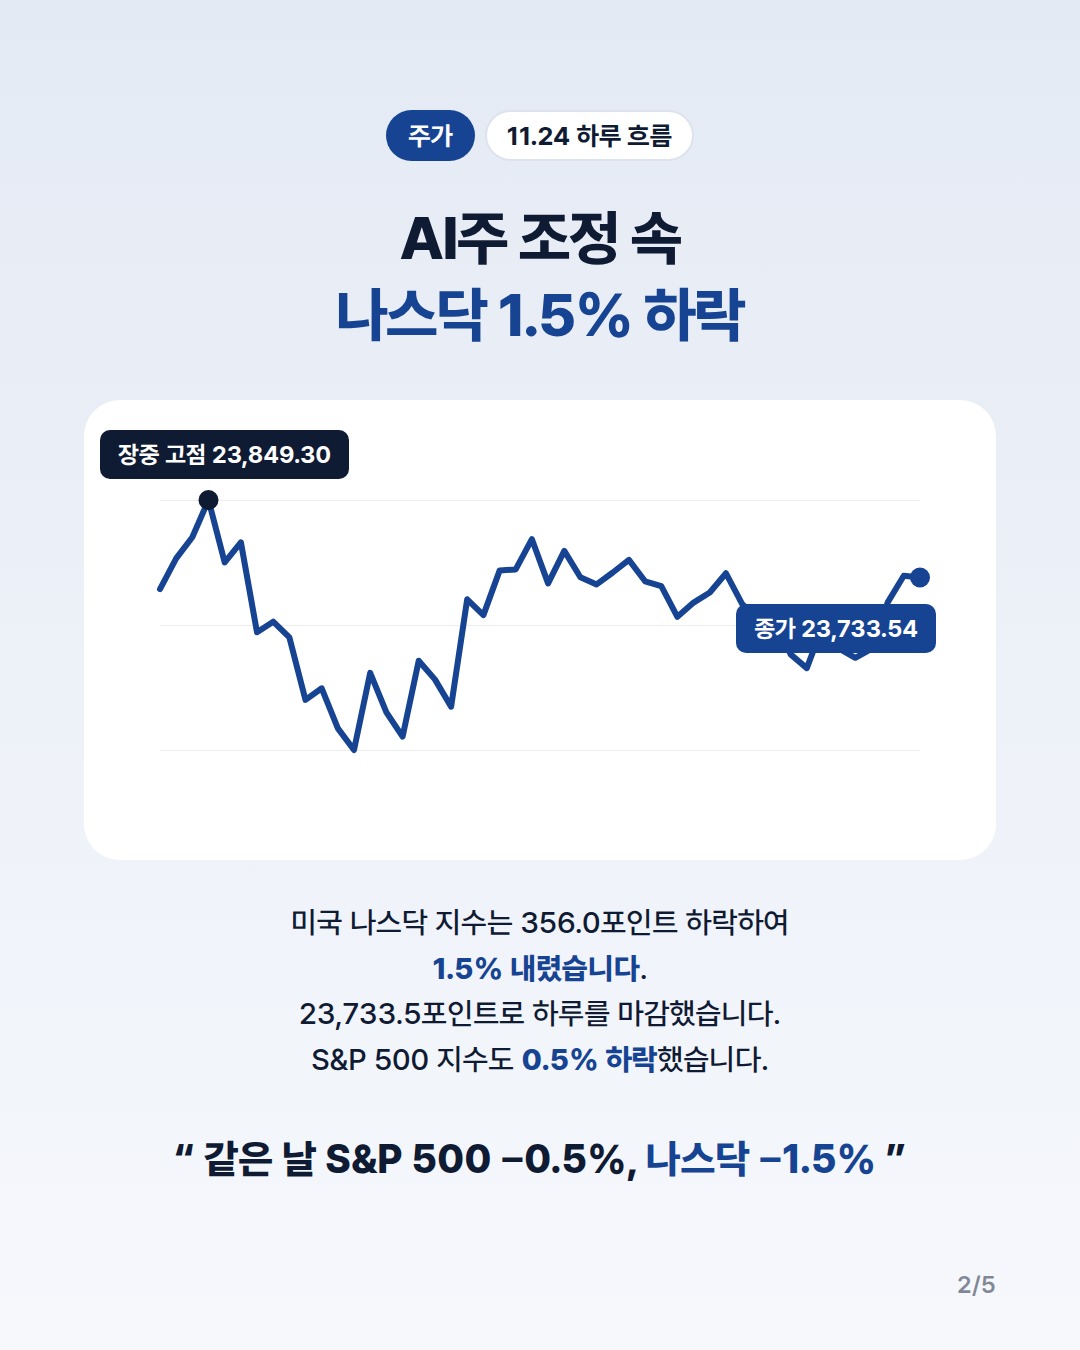 주가
11.24 하루 흐름
AI주 조정 속
나스닥 1.5% 하락
장중 고점 23,849.30
종가 23,733.54
미국 나스닥 지수는 356.0포인트 하락하여
1.5% 내렸습니다.
23,733.5포인트로 하루를 마감했습니다.
S&P 500 지수도 0.5% 하락했습니다.
“ 같은 날 S&P 500 −0.5%, 나스닥 −1.5% ”
2/5